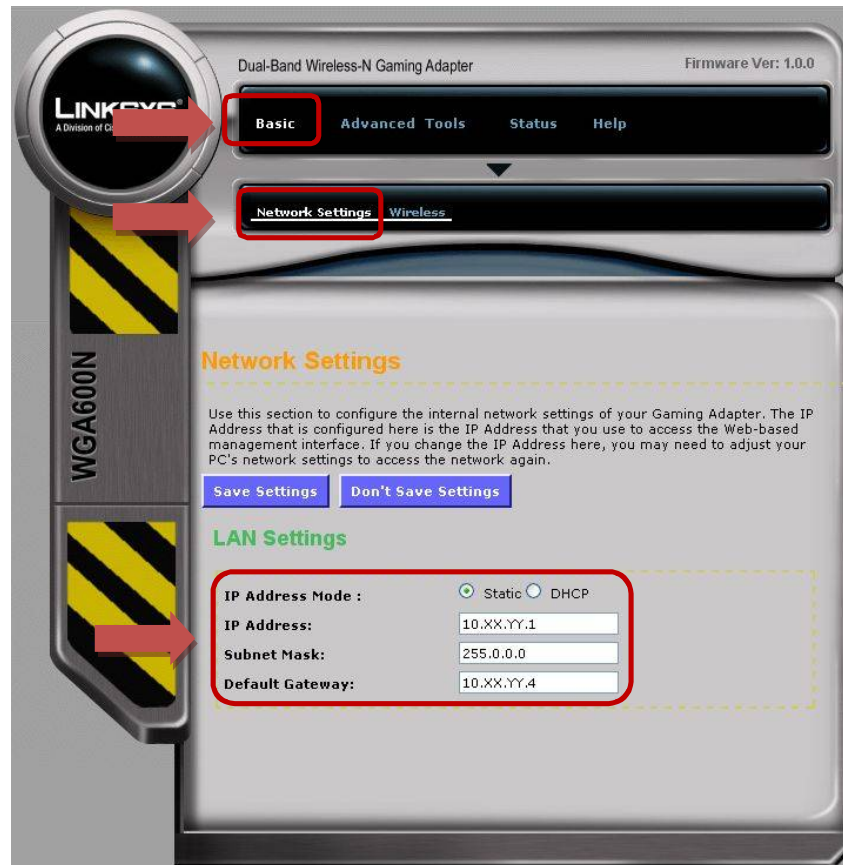 Dual-Band Wireless-N Gaming Adapter
Firmware Ver: 1.0.0
LINKSYS®
A Division of
Basic
Advanced Tools
Status
Help
Network Settings
Wireless
WGA600N
Network Settings
Use this section to configure the internal network settings of your Gaming Adapter. The IP
Address that is configured here is the IP Address that you use to access the Web-based
management interface. If you change the IP Address here, you may need to adjust your
PC's network settings to access the network again.
Save Settings
Don't Save Settings
LAN Settings
IP Address Mode :
Static
DHCP
IP Address:
10.XX.YY.1
Subnet Mask:
255.0.0.0
Default Gateway:
10.XX.YY.4